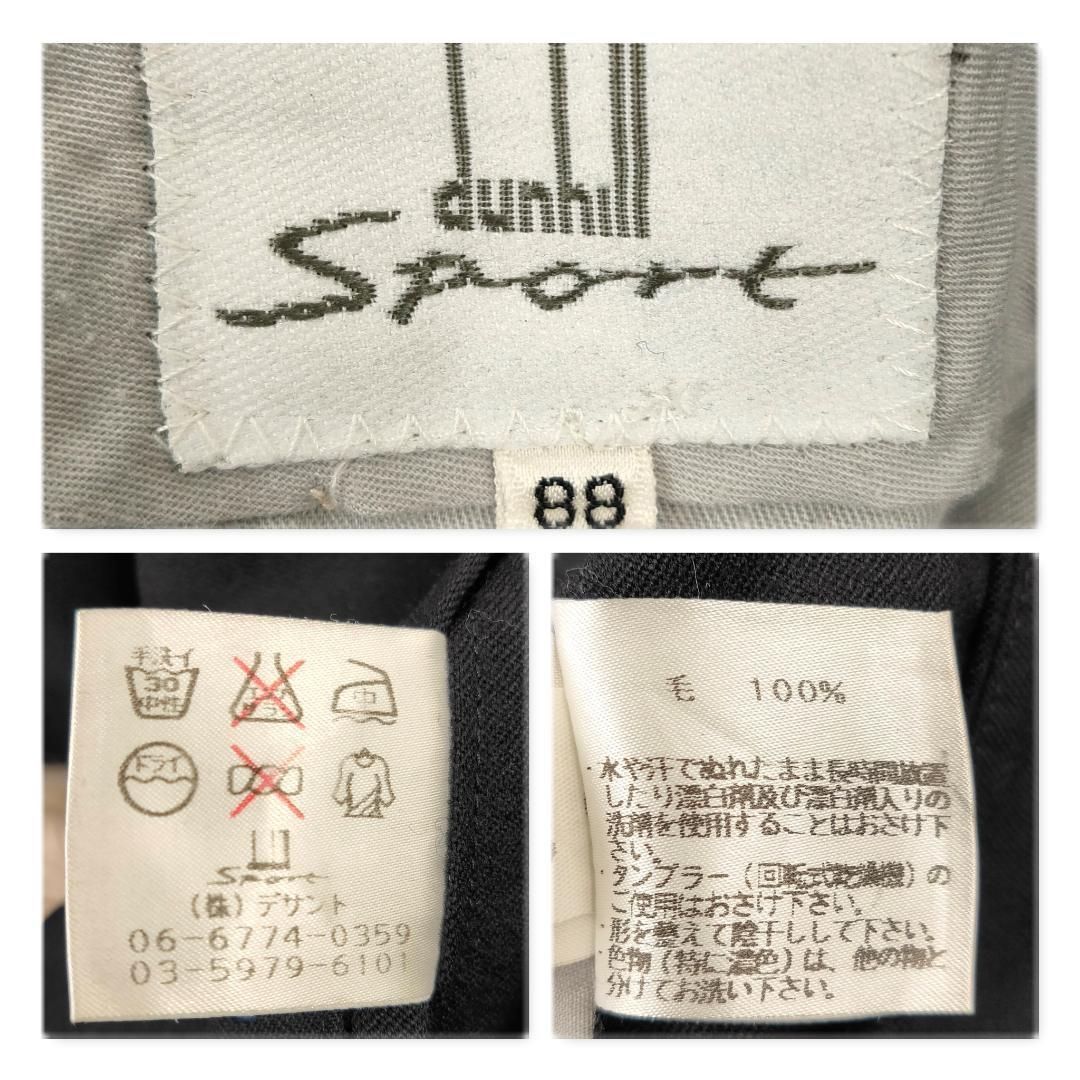 dunhill
Sport
88
手洗イ
30
中性
中
ドライ
Sport
(株)デサント
06-6774-0359
03-5979-6101
毛 100%
・水や汗でぬれたまま長時間放置
したり漂白剤及び漂白剤入りの
洗剤を使用することはおさけ下
さい。
・タンブラー(回転式乾燥機)の
ご使用はおさけ下さい。
・形を整えて陰干しして下さい。
・色物(特に濃色)は、他の物と
分けてお洗い下さい。